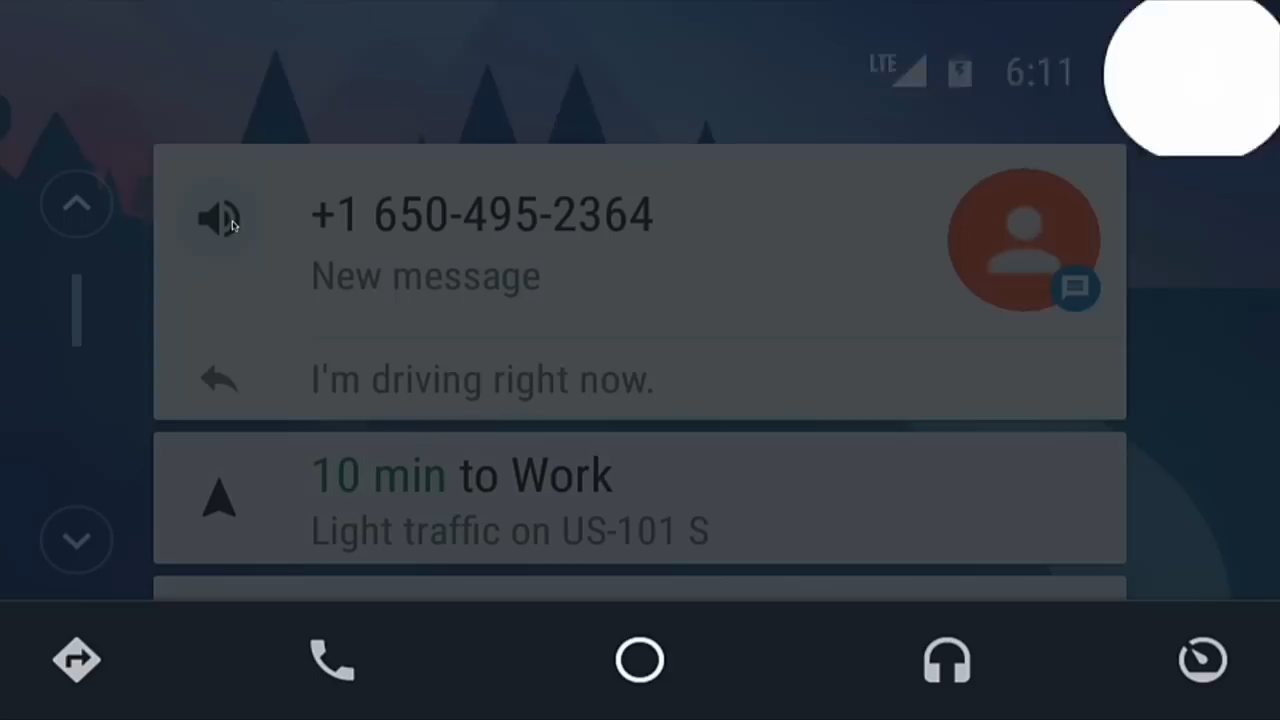 LTE 6:11
+1 650-495-2364
New message
I'm driving right now.
10 min to Work
Light traffic on US-101 S